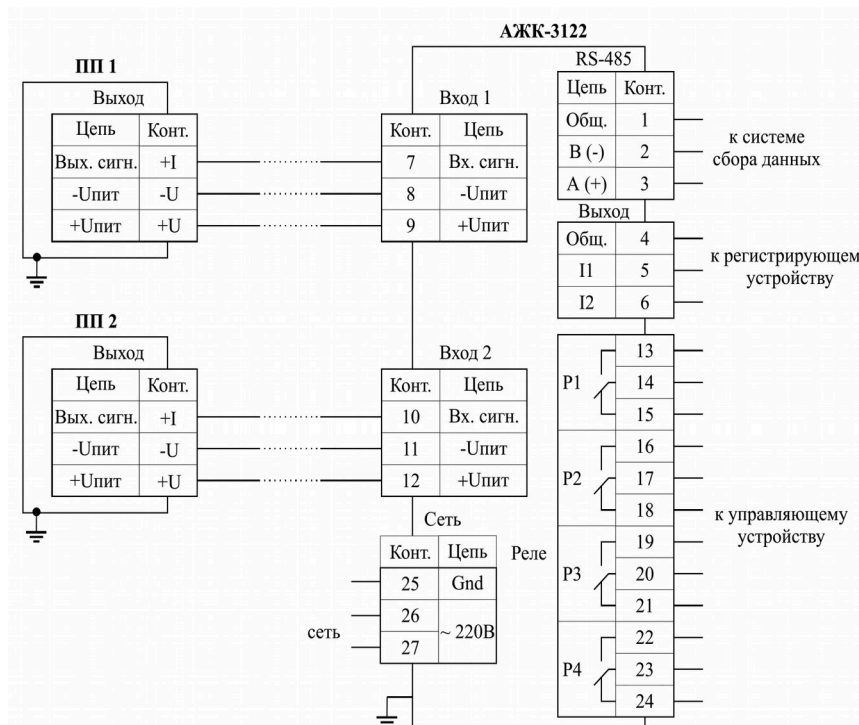 АЖК-3122
ПП 1
Выход
Цепь Конт.
Вых. сигн. +I
-Uпит -U
+Uпит +U
Вход 1
Конт. Цепь
7 Вх. сигн.
8 -Uпит
9 +Uпит
RS-485
Цепь Конт.
Общ. 1
B (-) 2
A (+) 3
к системе
сбора данных
Выход
Общ. 4
I1 5
I2 6
к регистрирующем
устройству
ПП 2
Выход
Цепь Конт.
Вых. сигн. +I
-Uпит -U
+Uпит +U
Вход 2
Конт. Цепь
10 Вх. сигн.
11 -Uпит
12 +Uпит
Сеть
Конт. Цепь
25 Gnd
26
27
~ 220В
сеть
Реле
P1
13
14
15
P2
16
17
18
P3
19
20
21
P4
22
23
24
к управляющему
устройству